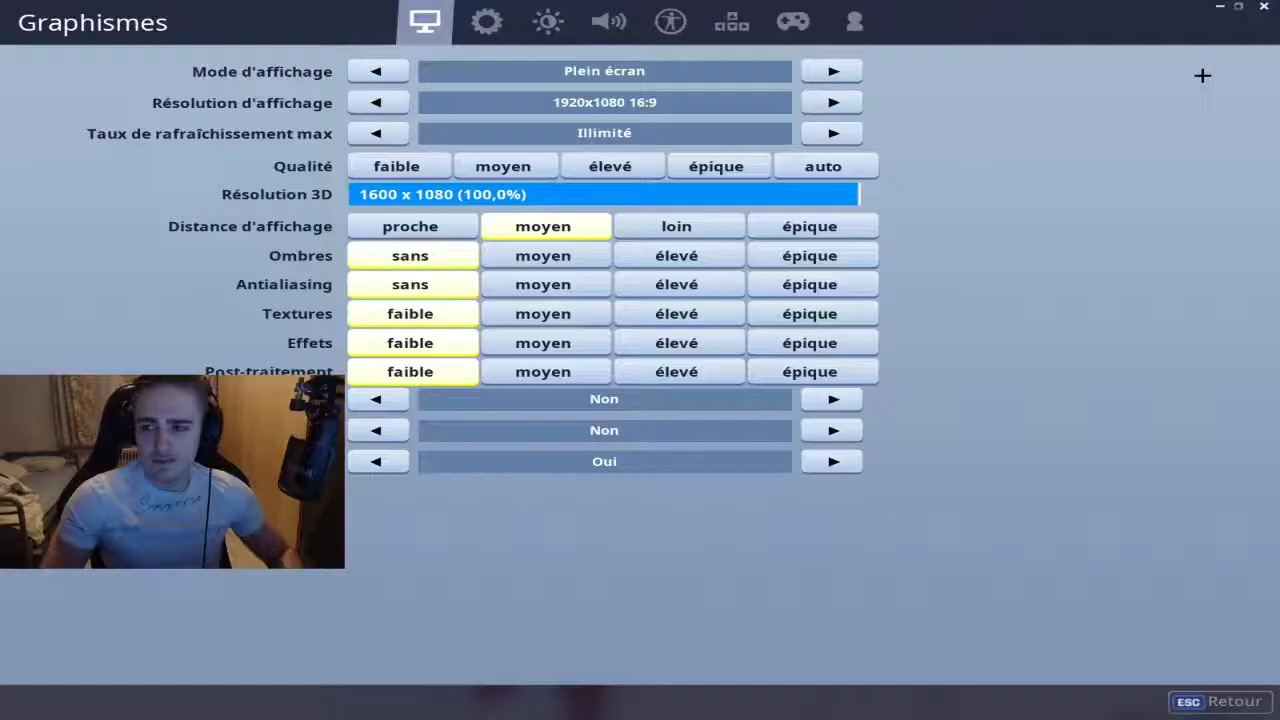 Graphismes
Mode d'affichage ◄ Plein écran ►
Résolution d'affichage ◄ 1920x1080 16:9 ►
Taux de rafraîchissement max ◄ Illimité ►
Qualité faible moyen élevé épique auto
Résolution 3D 1600 x 1080 (100,0%)
Distance d'affichage proche moyen loin épique
Ombres sans moyen élevé épique
Antialiasing sans moyen élevé épique
Textures faible moyen élevé épique
Effets faible moyen élevé épique
Post-traitement faible moyen élevé épique
◄ Non ►
◄ Non ►
◄ Oui ►
ESC Retour